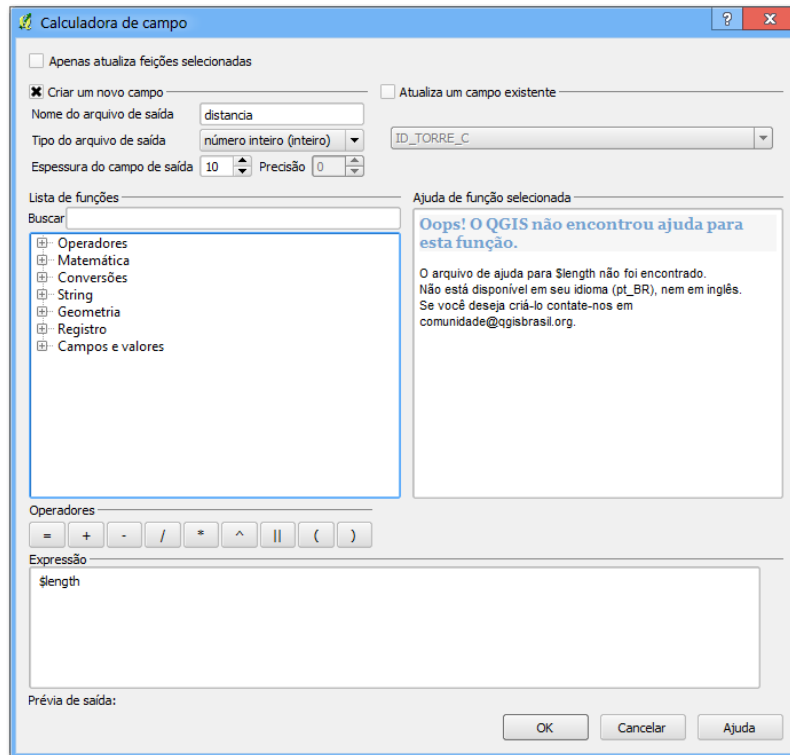 Calculadora de campo
?
X
Apenas atualiza feições selecionadas
Criar um novo campo
Atualiza um campo existente
Nome do arquivo de saída
distancia
Tipo do arquivo de saída
número inteiro (inteiro)
ID_TORRE_C
Espessura do campo de saída
10
Precisão
0
Lista de funções
Buscar
Operadores
Matemática
Conversões
String
Geometria
Registro
Campos e valores
Ajuda de função selecionada
Oops! O QGIS não encontrou ajuda para
esta função.
O arquivo de ajuda para $length não foi encontrado.
Não está disponível em seu idioma (pt_BR), nem em inglês.
Se você deseja criá-lo contate-nos em
comunidade@qgisbrasil.org.
Operadores
= + - / * ^ || ( )
Expressão
$length
Prévia de saída:
OK
Cancelar
Ajuda